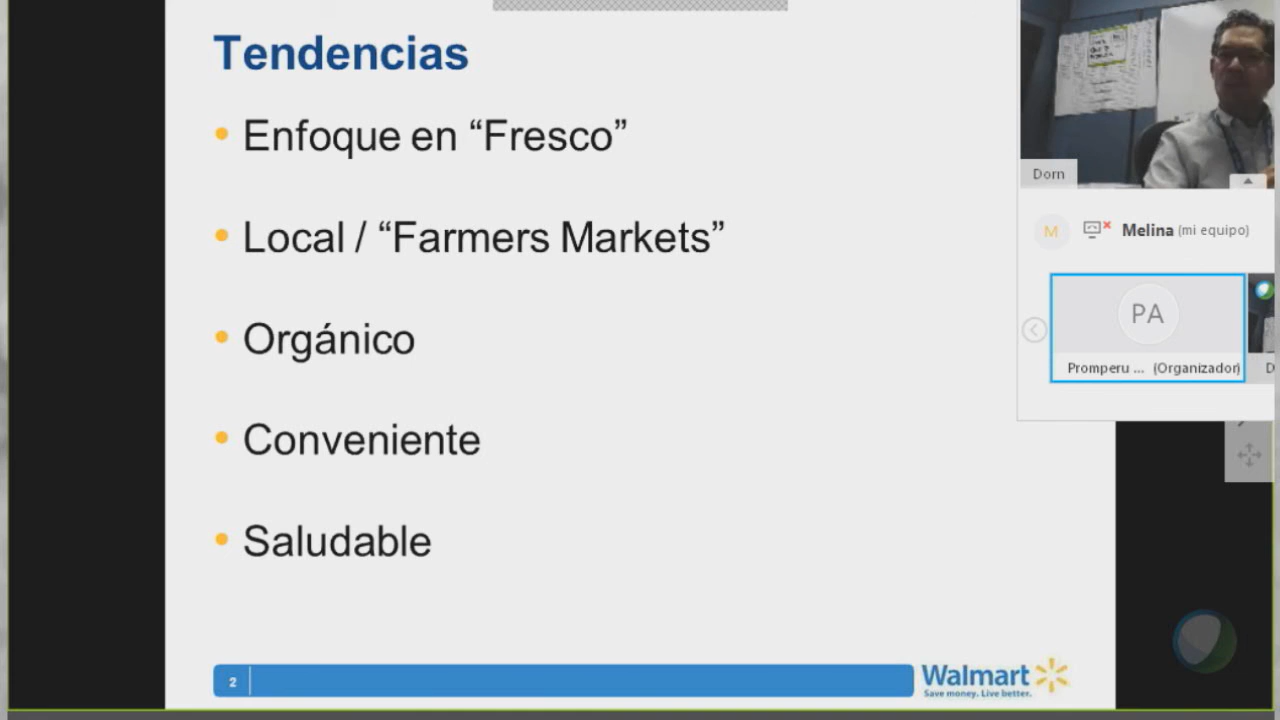 Tendencias
• Enfoque en “Fresco”
• Local / “Farmers Markets”
• Orgánico
• Conveniente
• Saludable
2
Walmart
Save money. Live better.
Dorn
M
Melina (mi equipo)
PA
Promperu ... (Organizador)
D